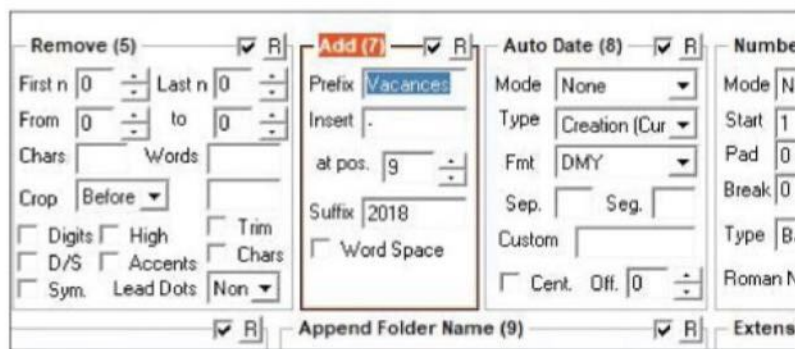 Remove (5) R
First n 0 Last n 0
From 0 to 0
Chars Words
Crop Before
Digits High Trim
D/S Accents Chars
Sym. Lead Dots Non
Add (7) R
Prefix Vacances
Insert -
at pos. 9
Suffix 2018
Word Space
Auto Date (8) R
Mode None
Type Creation (Cur
Fmt DMY
Sep. Seg.
Custom
Cent. Off. 0
Numbe
Mode N
Start 1
Pad 0
Break 0
Type Ba
Roman N
R
Append Folder Name (9) R
Extens